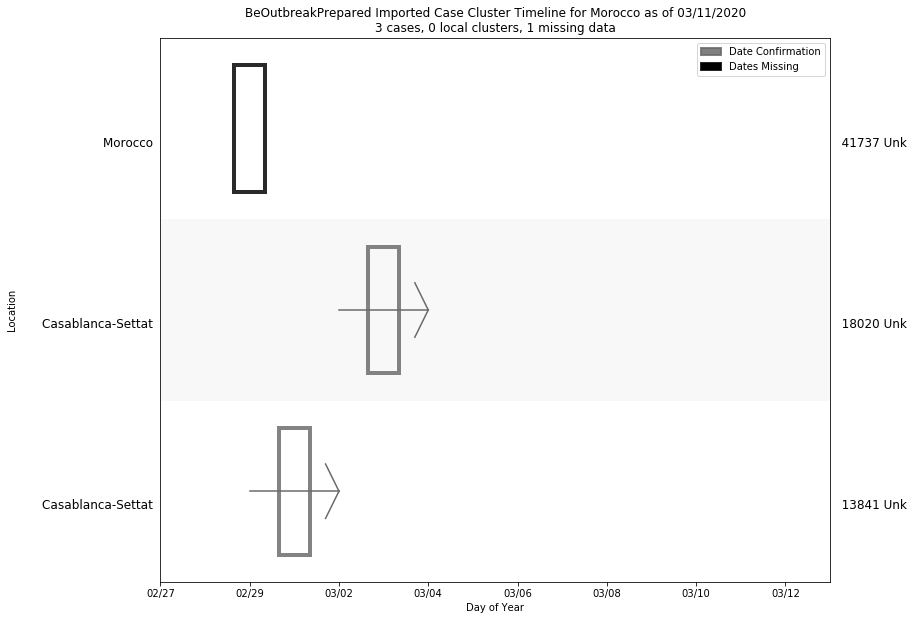 BeOutbreakPrepared Imported Case Cluster Timeline for Morocco as of 03/11/2020
3 cases, 0 local clusters, 1 missing data
Date Confirmation
Dates Missing
Morocco
41737 Unk
Location
Casablanca-Settat
18020 Unk
Casablanca-Settat
13841 Unk
02/27
02/29
03/02
03/04
03/06
03/08
03/10
03/12
Day of Year